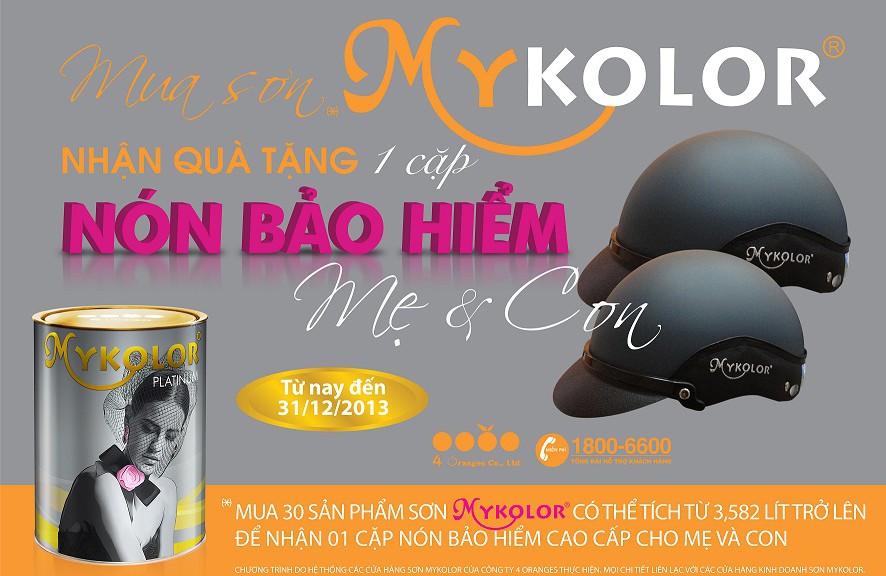 Mua sơn (*) MYKOLOR®
NHẬN QUÀ TẶNG 1 cặp
NÓN BẢO HIỂM
Mẹ & Con
MYKOLOR®
MYKOLOR®
MYKOLOR®
PLATINUM
Từ nay đến
31/12/2013
4 Oranges Co., Ltd
MIỄN PHÍ
1800-6600
TỔNG ĐÀI HỖ TRỢ KHÁCH HÀNG
(*) MUA 30 SẢN PHẨM SƠN MYKOLOR® CÓ THỂ TÍCH TỪ 3,582 LÍT TRỞ LÊN
ĐỂ NHẬN 01 CẶP NÓN BẢO HIỂM CAO CẤP CHO MẸ VÀ CON
CHƯƠNG TRÌNH DO HỆ THỐNG CÁC CỬA HÀNG SƠN MYKOLOR CỦA CÔNG TY 4 ORANGES THỰC HIỆN. MỌI CHI TIẾT LIÊN LẠC VỚI CÁC CỬA HÀNG KINH DOANH SƠN MYKOLOR.